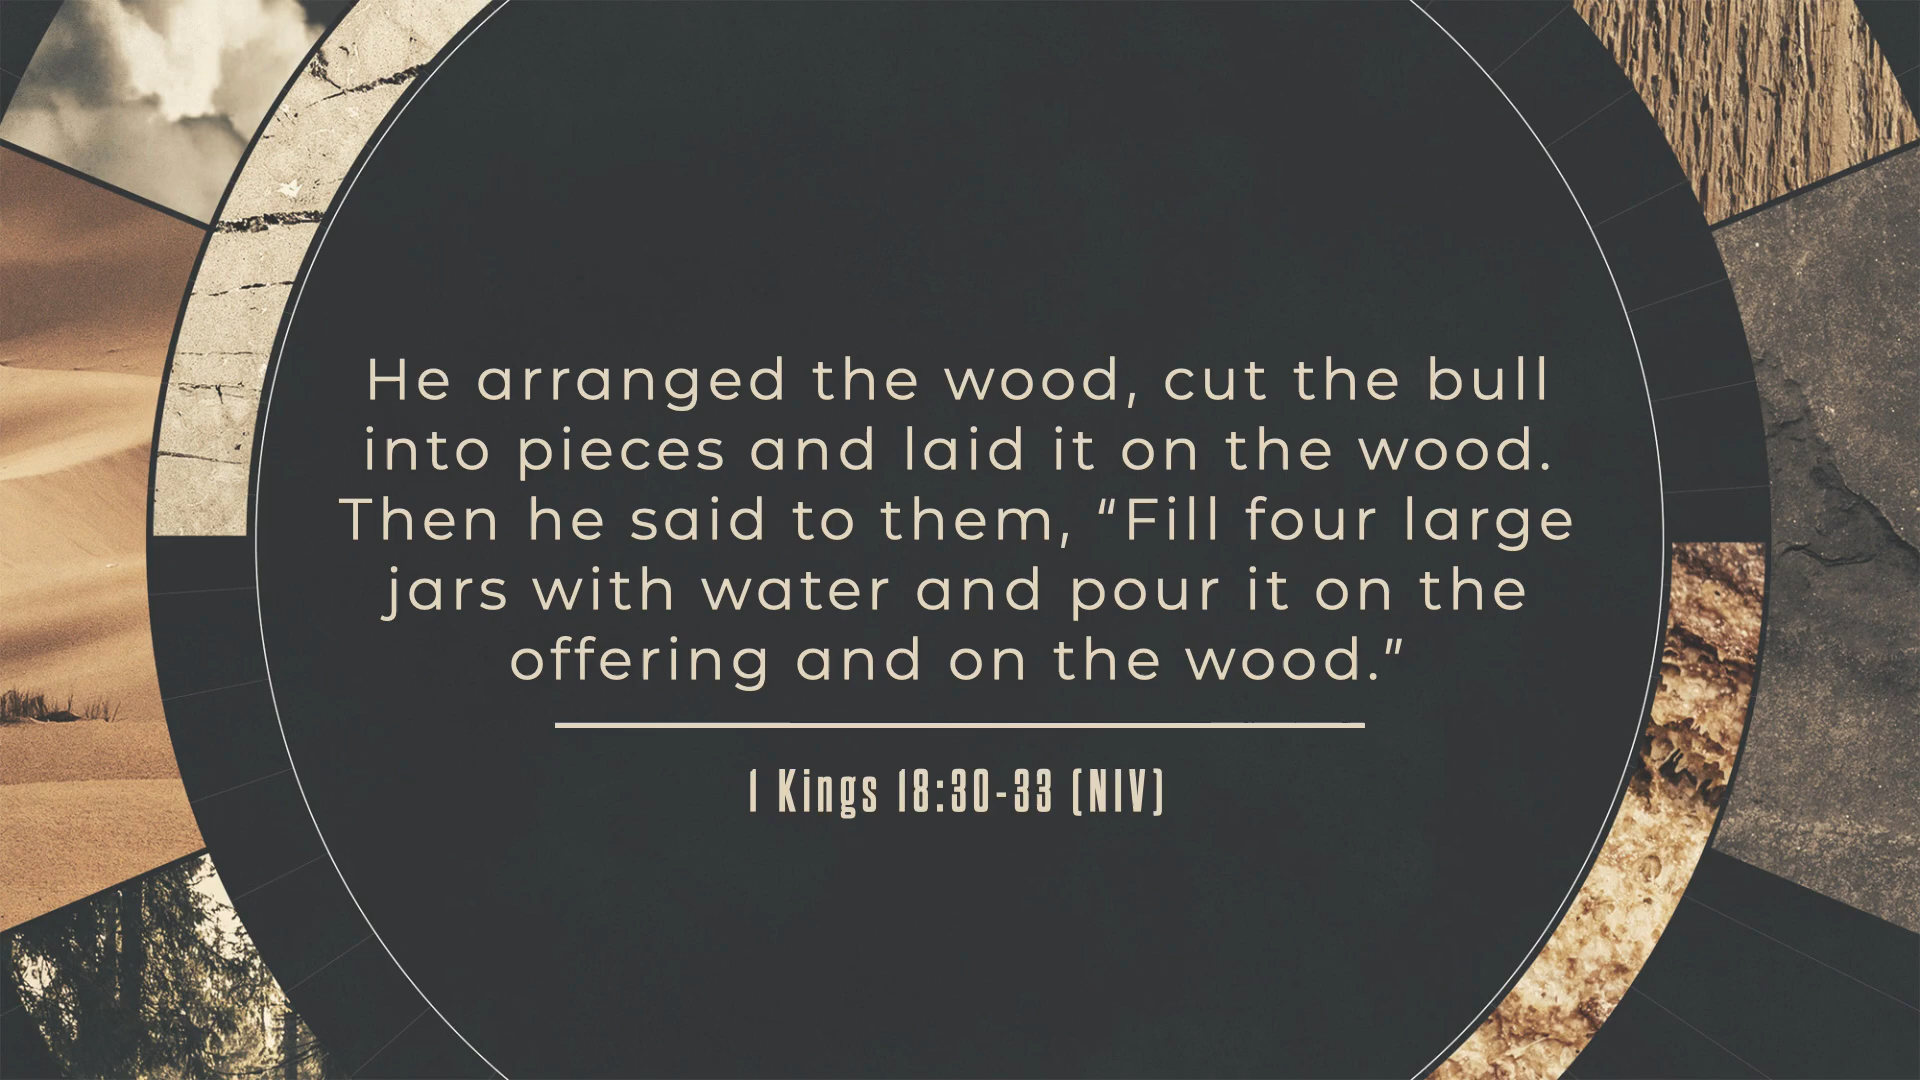 He arranged the wood, cut the bull
into pieces and laid it on the wood.
Then he said to them, “Fill four large
jars with water and pour it on the
offering and on the wood.”
1 Kings 18:30-33 (NIV)